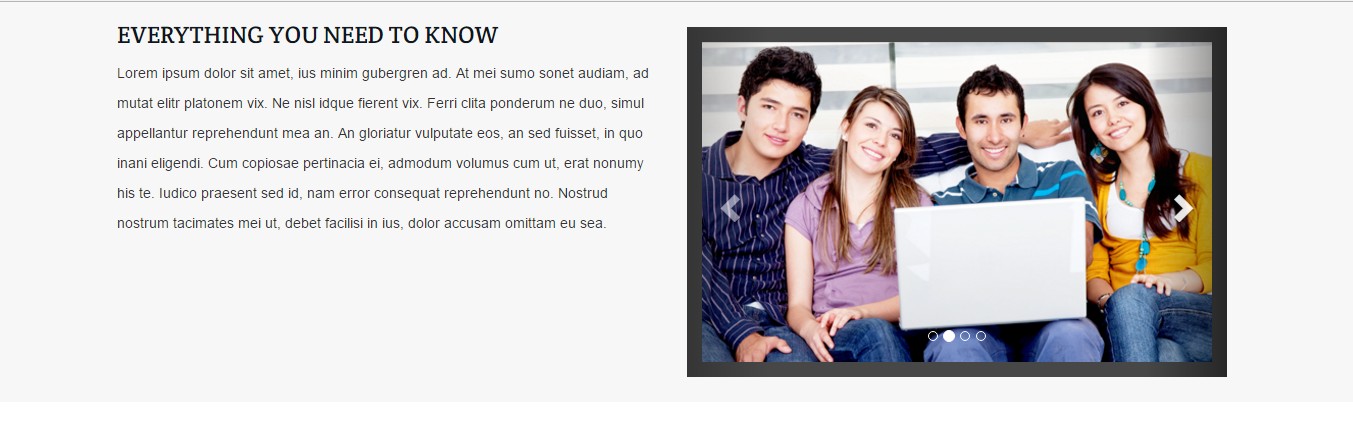 EVERYTHING YOU NEED TO KNOW
Lorem ipsum dolor sit amet, ius minim gubergren ad. At mei sumo sonet audiam, ad
mutat elitr platonem vix. Ne nisl idque fierent vix. Ferri clita ponderum ne duo, simul
appellantur reprehendunt mea an. An gloriatur vulputate eos, an sed fuisset, in quo
inani eligendi. Cum copiosae pertinacia ei, admodum volumus cum ut, erat nonumy
his te. Iudico praesent sed id, nam error consequat reprehendunt no. Nostrud
nostrum tacimates mei ut, debet facilisi in ius, dolor accusam omittam eu sea.